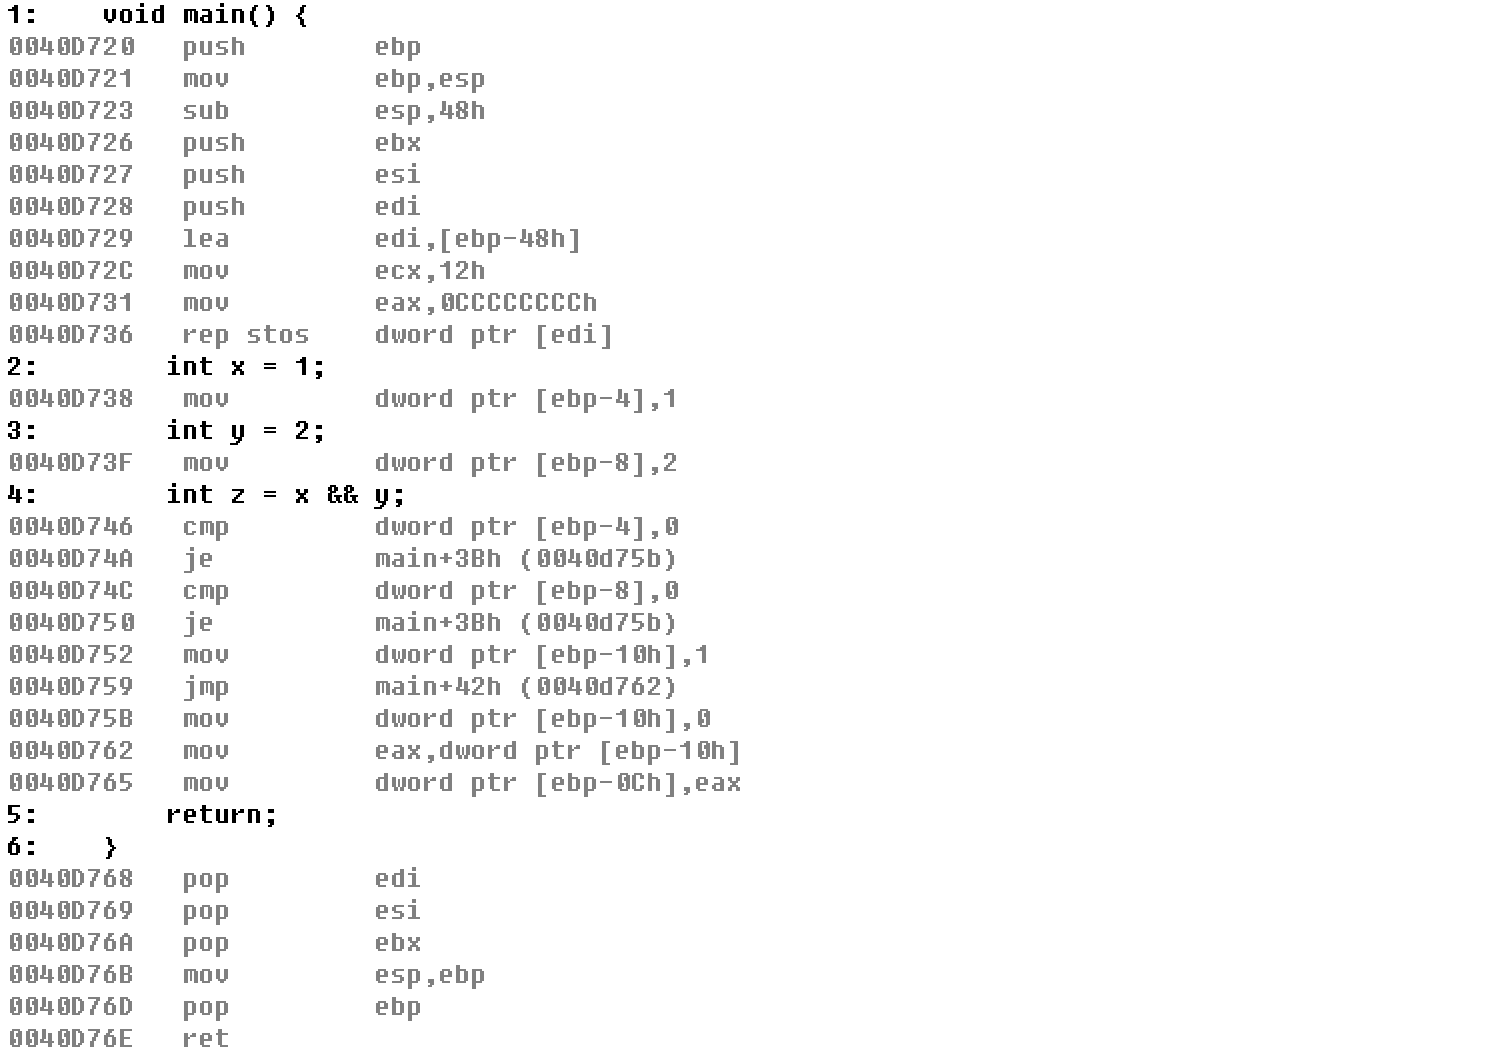 1:    void main() {
0040D720   push        ebp
0040D721   mov         ebp,esp
0040D723   sub         esp,48h
0040D726   push        ebx
0040D727   push        esi
0040D728   push        edi
0040D729   lea         edi,[ebp-48h]
0040D72C   mov         ecx,12h
0040D731   mov         eax,0CCCCCCCCh
0040D736   rep stos    dword ptr [edi]
2:        int x = 1;
0040D738   mov         dword ptr [ebp-4],1
3:        int y = 2;
0040D73F   mov         dword ptr [ebp-8],2
4:        int z = x && y;
0040D746   cmp         dword ptr [ebp-4],0
0040D74A   je          main+3Bh (0040d75b)
0040D74C   cmp         dword ptr [ebp-8],0
0040D750   je          main+3Bh (0040d75b)
0040D752   mov         dword ptr [ebp-10h],1
0040D759   jmp         main+42h (0040d762)
0040D75B   mov         dword ptr [ebp-10h],0
0040D762   mov         eax,dword ptr [ebp-10h]
0040D765   mov         dword ptr [ebp-0Ch],eax
5:        return;
6:    }
0040D768   pop         edi
0040D769   pop         esi
0040D76A   pop         ebx
0040D76B   mov         esp,ebp
0040D76D   pop         ebp
0040D76E   ret